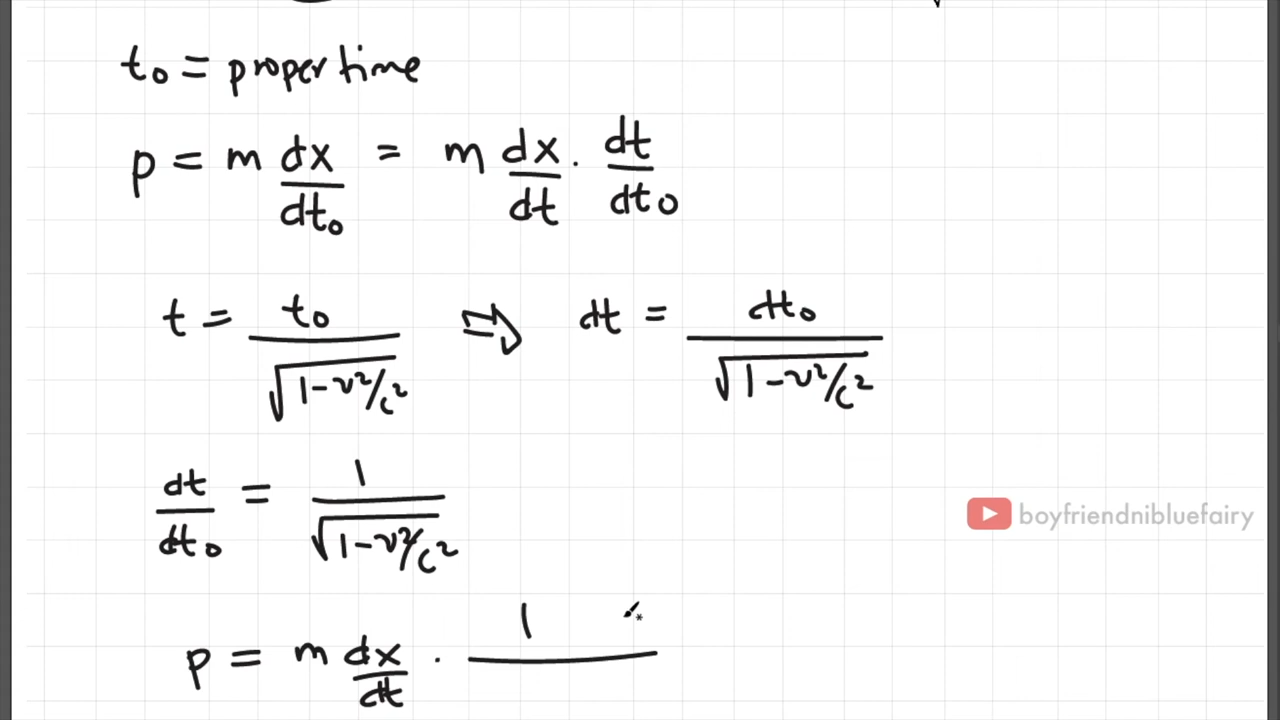 t₀ = proper time
p = m dx/dt₀ = m dx/dt · dt/dt₀
t = t₀/√(1-v²/c²) ⇒ dt = dt₀/√(1-v²/c²)
dt/dt₀ = 1/√(1-v²/c²)
boyfriendnibluefairy
p = m dx/dt · 1/